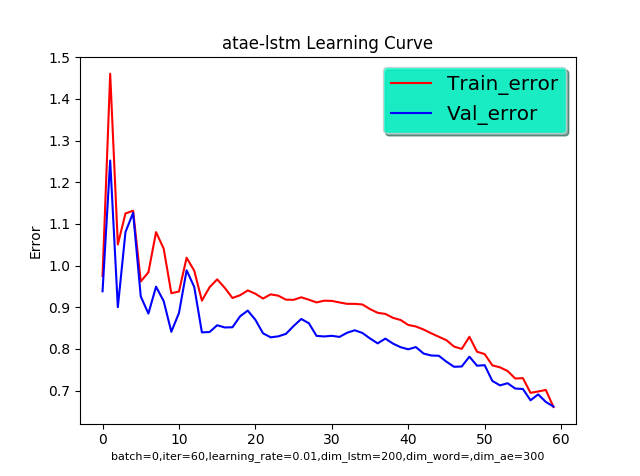 atae-lstm Learning Curve
1.5
1.4
1.3
1.2
1.1
1.0
0.9
0.8
0.7
Error
Train_error
Val_error
0 10 20 30 40 50 60
batch=0,iter=60,learning_rate=0.01,dim_lstm=200,dim_word=,dim_ae=300